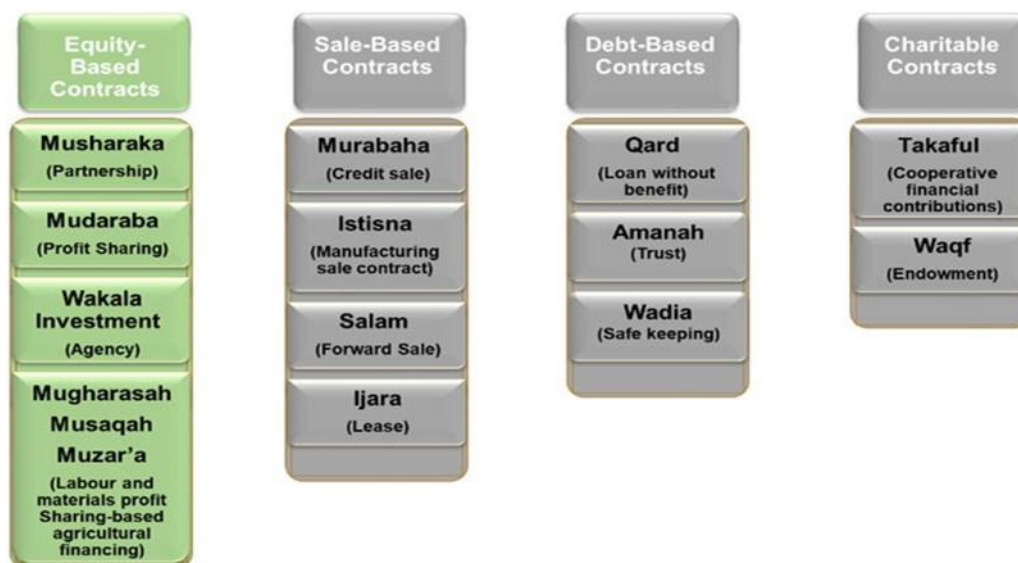 Equity-
Based
Contracts
Musharaka
(Partnership)
Mudaraba
(Profit Sharing)
Wakala
Investment
(Agency)
Mugharasah
Musaqah
Muzar’a
(Labour and
materials profit
Sharing-based
agricultural
financing)
Sale-Based
Contracts
Murabaha
(Credit sale)
Istisna
(Manufacturing
sale contract)
Salam
(Forward Sale)
Ijara
(Lease)
Debt-Based
Contracts
Qard
(Loan without
benefit)
Amanah
(Trust)
Wadia
(Safe keeping)
Charitable
Contracts
Takaful
(Cooperative
financial
contributions)
Waqf
(Endowment)